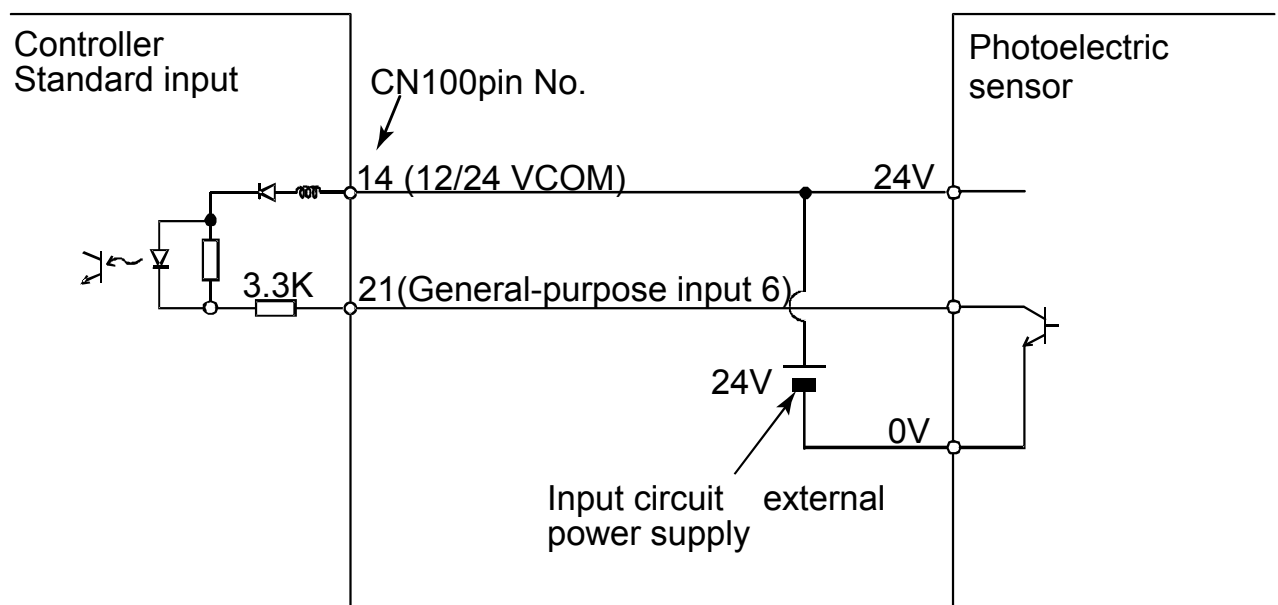 Controller
Standard input
Photoelectric
sensor
CN100pin No.
14 (12/24 VCOM)
24V
3.3K
21(General-purpose input 6)
24V
0V
Input circuit external
power supply